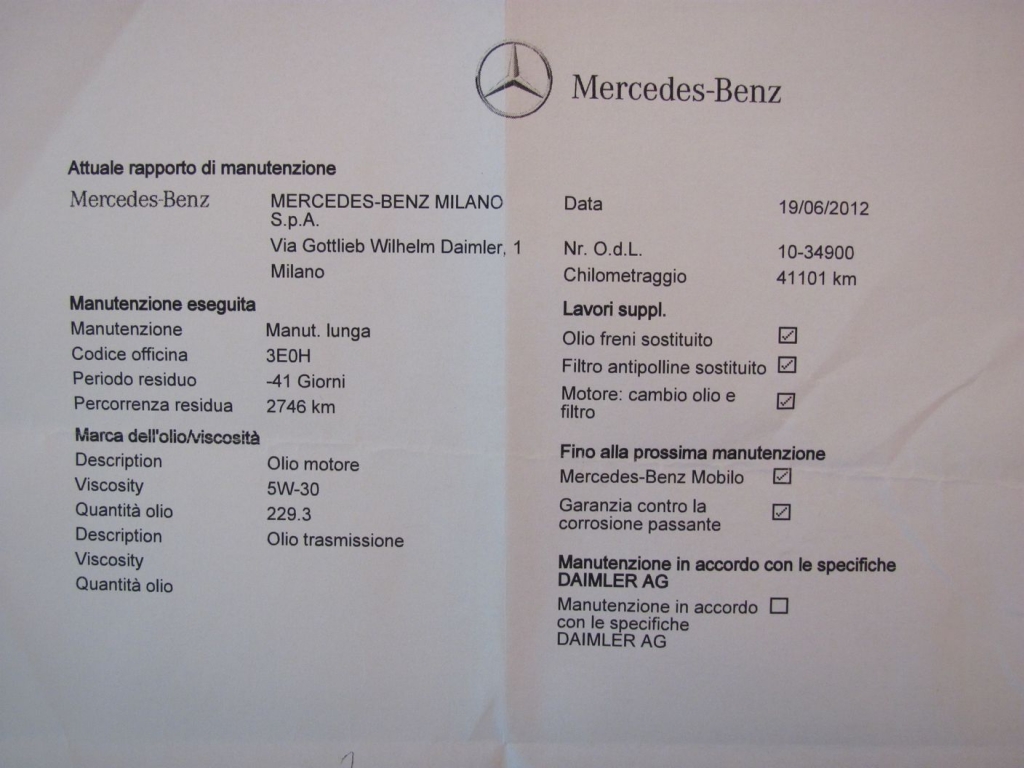 Mercedes-Benz
Attuale rapporto di manutenzione
Mercedes-Benz
MERCEDES-BENZ MILANO
S.p.A.
Via Gottlieb Wilhelm Daimler, 1
Milano
Data 19/06/2012
Nr. O.d.L. 10-34900
Chilometraggio 41101 km
Manutenzione eseguita
Manutenzione Manut. lunga
Codice officina 3E0H
Periodo residuo -41 Giorni
Percorrenza residua 2746 km
Marca dell'olio/viscosità
Description Olio motore
Viscosity 5W-30
Quantità olio 229.3
Description Olio trasmissione
Viscosity
Quantità olio
Lavori suppl.
Olio freni sostituito ☑
Filtro antipolline sostituito ☑
Motore: cambio olio e ☑
filtro
Fino alla prossima manutenzione
Mercedes-Benz Mobilo ☑
Garanzia contro la ☑
corrosione passante
Manutenzione in accordo con le specifiche
DAIMLER AG
Manutenzione in accordo ☐
con le specifiche
DAIMLER AG